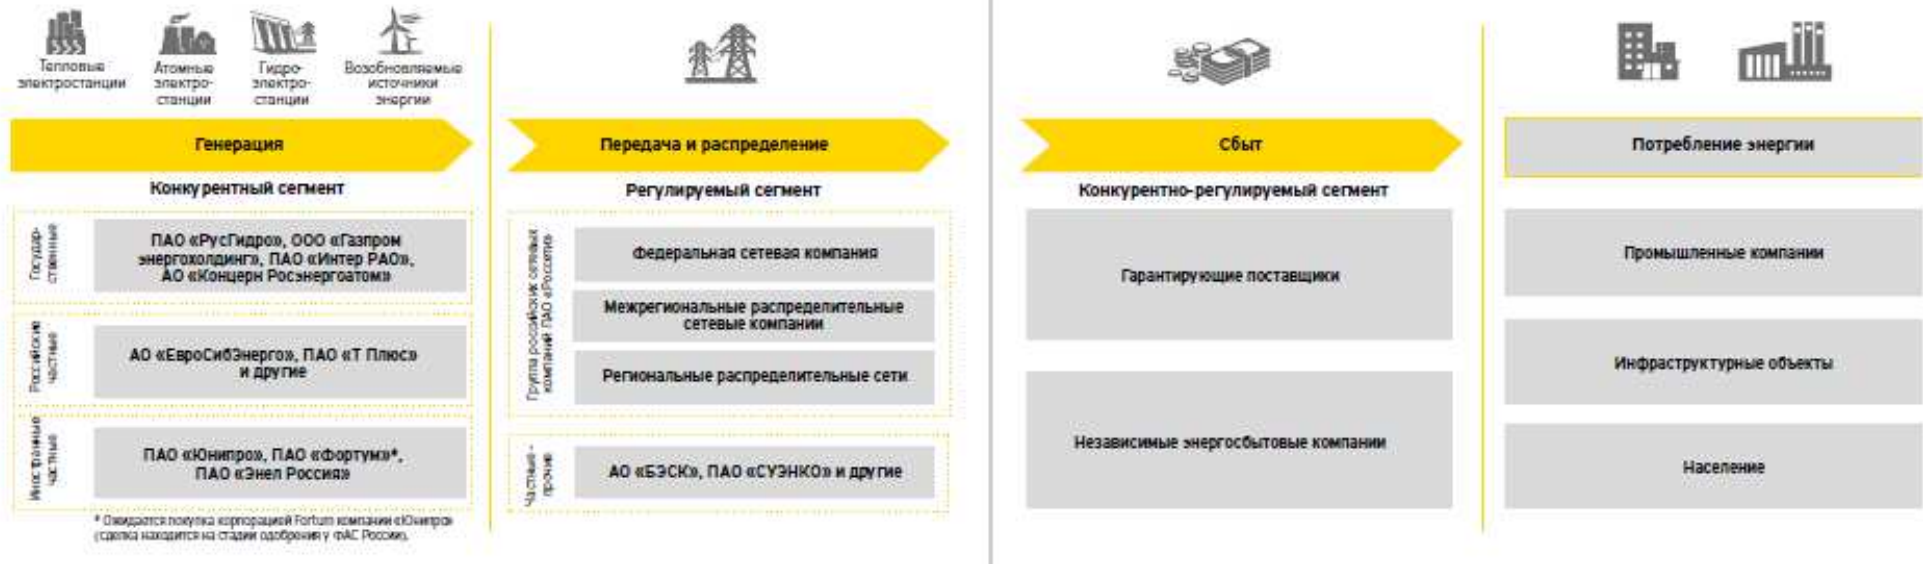 Тепловые
электростанции
Атомные
электро-
станции
Гидро-
электро-
станции
Возобновляемые
источники
энергии
Генерация
Конкурентный сегмент
Государ-
ственные
ПАО «РусГидро», ООО «Газпром
энергохолдинг», ПАО «Интер РАО»,
АО «Концерн Росэнергоатом»
Российские
частные
АО «ЕвроСибЭнерго», ПАО «Т Плюс»
и другие
Иностранные
частные
ПАО «Юнипро», ПАО «Фортум»*,
ПАО «Энел Россия»
* Ожидается покупка корпорацией Fortum компании «Юнипро»
(сделка находится на стадии одобрения у ФАС России).
Передача и распределение
Регулируемый сегмент
Группа российских сетевых
компаний ПАО «Россети»
Федеральная сетевая компания
Межрегиональные распределительные
сетевые компании
Региональные распределительные сети
Частные -
прочие
АО «БЭСК», ПАО «СУЭНКО» и другие
Сбыт
Конкурентно-регулируемый сегмент
Гарантирующие поставщики
Независимые энергосбытовые компании
Потребление энергии
Промышленные компании
Инфраструктурные объекты
Население